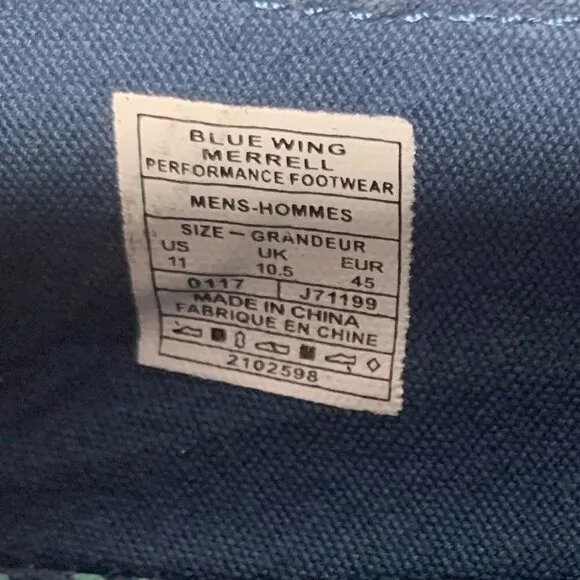 BLUE WING
MERRELL
PERFORMANCE FOOTWEAR
MENS-HOMMES
SIZE – GRANDEUR
US UK EUR
11 10.5 45
0117 J71199
MADE IN CHINA
FABRIQUE EN CHINE
2102598